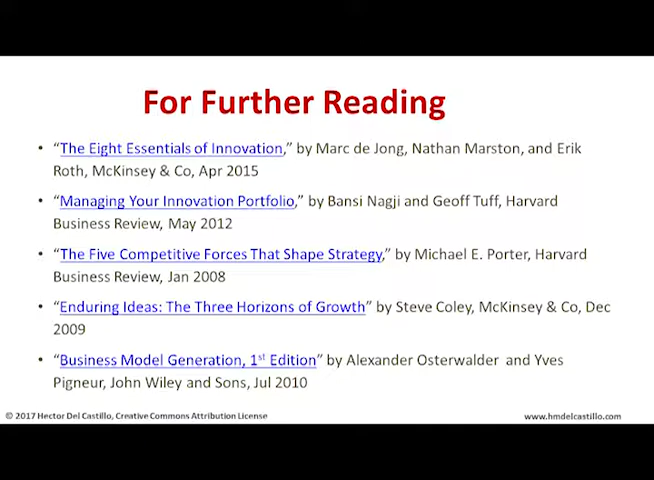 For Further Reading
• “The Eight Essentials of Innovation,” by Marc de Jong, Nathan Marston, and Erik
Roth, McKinsey & Co, Apr 2015
• “Managing Your Innovation Portfolio,” by Bansi Nagji and Geoff Tuff, Harvard
Business Review, May 2012
• “The Five Competitive Forces That Shape Strategy,” by Michael E. Porter, Harvard
Business Review, Jan 2008
• “Enduring Ideas: The Three Horizons of Growth” by Steve Coley, McKinsey & Co, Dec
2009
• “Business Model Generation, 1st Edition” by Alexander Osterwalder and Yves
Pigneur, John Wiley and Sons, Jul 2010
© 2017 Hector Del Castillo, Creative Commons Attribution License
www.hmdelcastillo.com